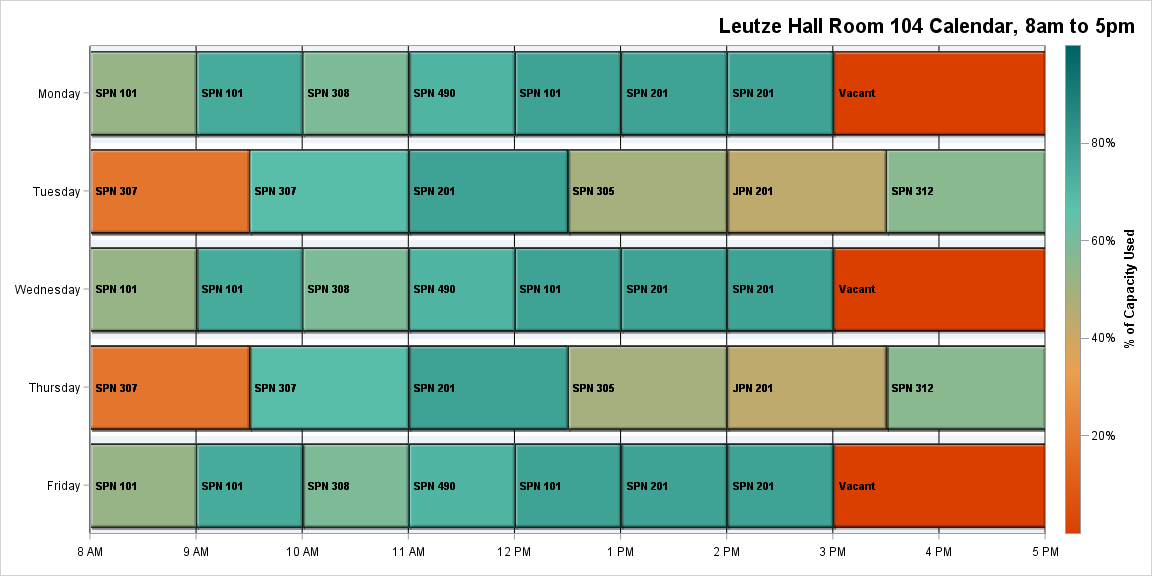 Leutze Hall Room 104 Calendar, 8am to 5pm
Monday SPN 101 SPN 101 SPN 308 SPN 490 SPN 101 SPN 201 SPN 201 Vacant
80%
Tuesday SPN 307 SPN 307 SPN 201 SPN 305 JPN 201 SPN 312
60%
Wednesday SPN 101 SPN 101 SPN 308 SPN 490 SPN 101 SPN 201 SPN 201 Vacant
% of Capacity Used
40%
Thursday SPN 307 SPN 307 SPN 201 SPN 305 JPN 201 SPN 312
20%
Friday SPN 101 SPN 101 SPN 308 SPN 490 SPN 101 SPN 201 SPN 201 Vacant
8 AM 9 AM 10 AM 11 AM 12 PM 1 PM 2 PM 3 PM 4 PM 5 PM